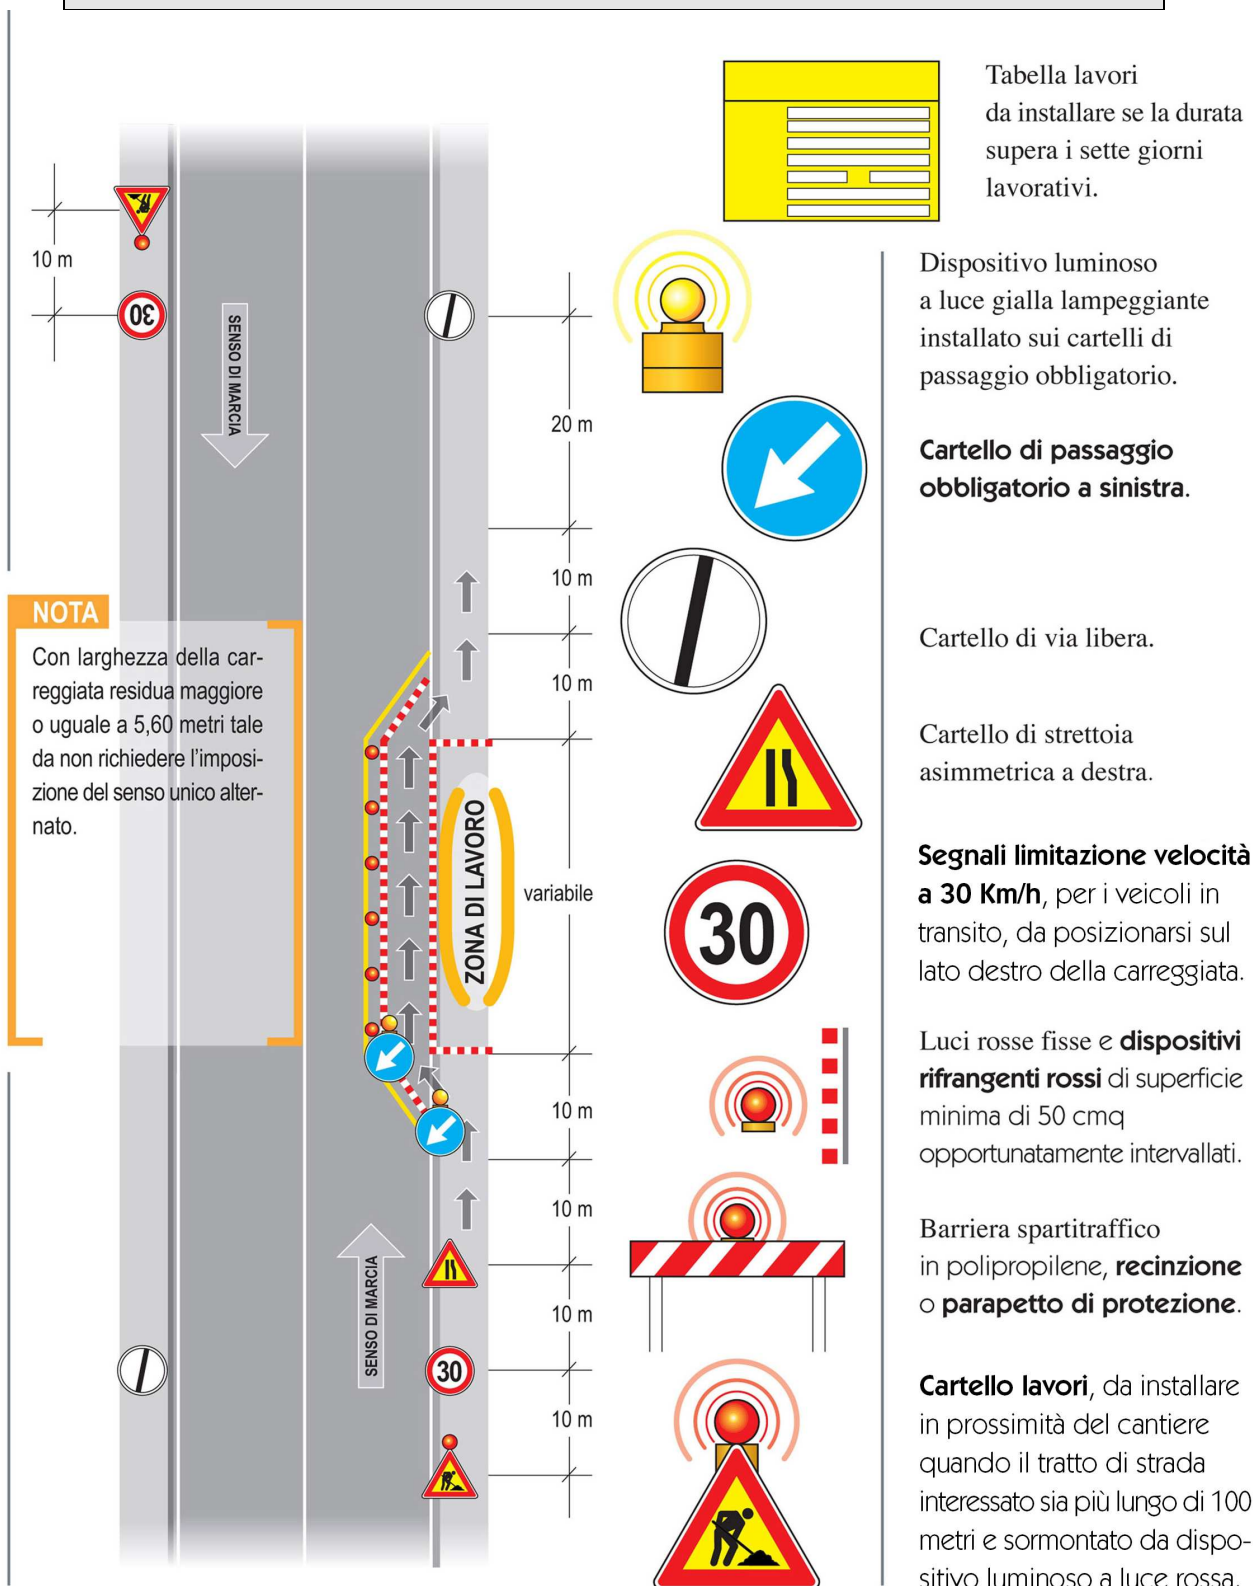 Tabella lavori
da installare se la durata
supera i sette giorni
lavorativi.
10 m
30
SENSO DI MARCIA
20 m
10 m
10 m
variabile
10 m
10 m
10 m
10 m
NOTA
Con larghezza della car-
reggiata residua maggiore
o uguale a 5,60 metri tale
da non richiedere l'imposi-
zione del senso unico alter-
nato.
ZONA DI LAVORO
SENSO DI MARCIA
30
Dispositivo luminoso
a luce gialla lampeggiante
installato sui cartelli di
passaggio obbligatorio.
Cartello di passaggio
obbligatorio a sinistra.
Cartello di via libera.
Cartello di strettoia
asimmetrica a destra.
30
Segnali limitazione velocità
a 30 Km/h, per i veicoli in
transito, da posizionarsi sul
lato destro della carreggiata.
Luci rosse fisse e dispositivi
rifrangenti rossi di superficie
minima di 50 cmq
opportunatamente intervallati.
Barriera spartitraffico
in polipropilene, recinzione
o parapetto di protezione.
Cartello lavori, da installare
in prossimità del cantiere
quando il tratto di strada
interessato sia più lungo di 100
metri e sormontato da dispo-
sitivo luminoso a luce rossa.